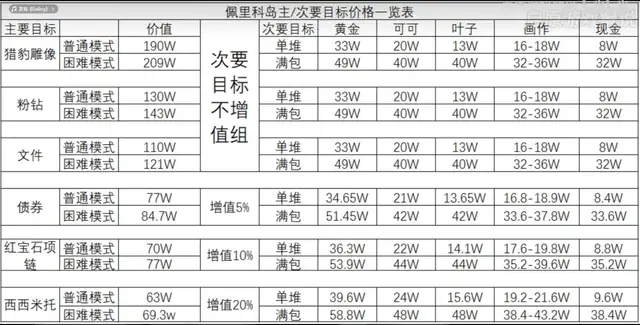 佩里科岛主/次要目标价格一览表
主要目标 价值 次要目标 黄金 可可 叶子 画作 现金
猎豹雕像 普通模式 190W 次要目标不增值组 单堆 33W 20W 13W 16-18W 8W
困难模式 209W 满包 49W 40W 40W 32-36W 32W
粉钻 普通模式 130W 单堆 33W 20W 13W 16-18W 8W
困难模式 143W 满包 49W 40W 40W 32-36W 32W
文件 普通模式 110W 单堆 33W 20W 13W 16-18W 8W
困难模式 121W 满包 49W 40W 40W 32-36W 32W
债券 普通模式 77W 增值5% 单堆 34.65W 21W 13.65W 16.8-18.9W 8.4W
困难模式 84.7W 满包 51.45W 42W 42W 33.6-37.8W 33.6W
红宝石项链 普通模式 70W 增值10% 单堆 36.3W 22W 14.1W 17.6-19.8W 8.8W
困难模式 77W 满包 53.9W 44W 44W 35.2-39.6W 35.2W
西西米托 普通模式 63W 增值20% 单堆 39.6W 24W 15.6W 19.2-21.6W 9.6W
困难模式 69.3w 满包 58.8W 48W 48W 38.4-43.2W 38.4W